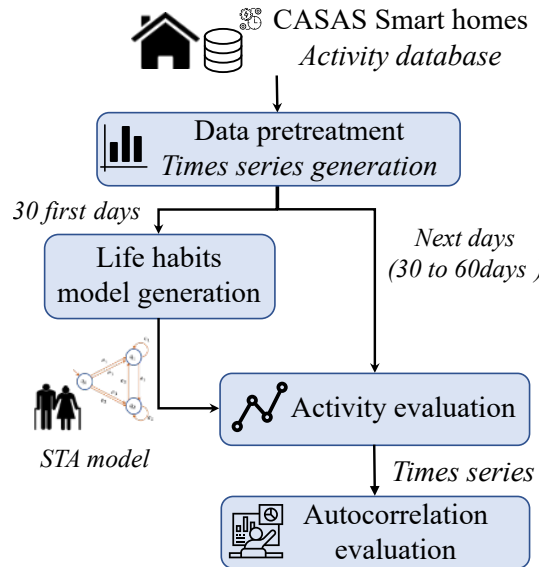 CASAS Smart homes
Activity database
Data pretreatment
Times series generation
30 first days
Next days
(30 to 60days )
Life habits
model generation
STA model
Activity evaluation
Times series
Autocorrelation
evaluation